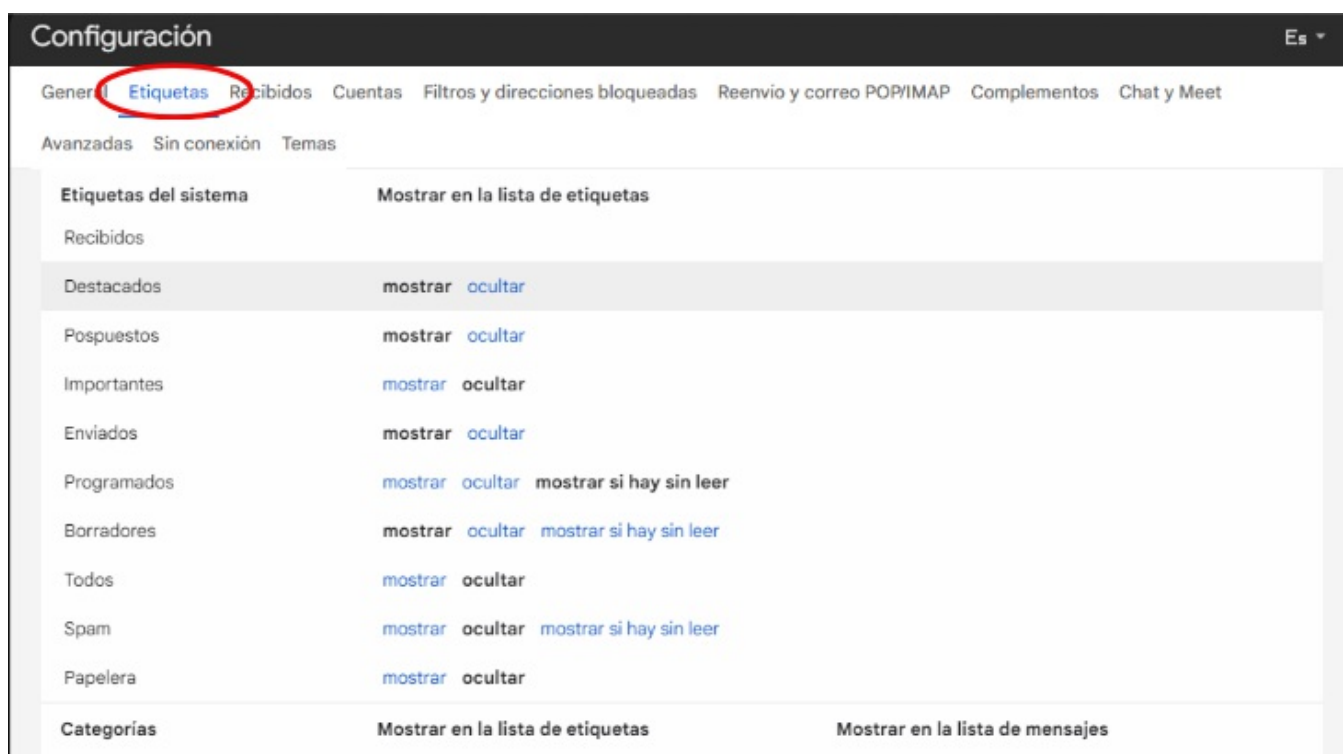 Configuración Es
General Etiquetas Recibidos Cuentas Filtros y direcciones bloqueadas Reenvío y correo POP/IMAP Complementos Chat y Meet
Avanzadas Sin conexión Temas
Etiquetas del sistema Mostrar en la lista de etiquetas
Recibidos
Destacados mostrar ocultar
Pospuestos mostrar ocultar
Importantes mostrar ocultar
Enviados mostrar ocultar
Programados mostrar ocultar mostrar si hay sin leer
Borradores mostrar ocultar mostrar si hay sin leer
Todos mostrar ocultar
Spam mostrar ocultar mostrar si hay sin leer
Papelera mostrar ocultar
Categorías Mostrar en la lista de etiquetas Mostrar en la lista de mensajes